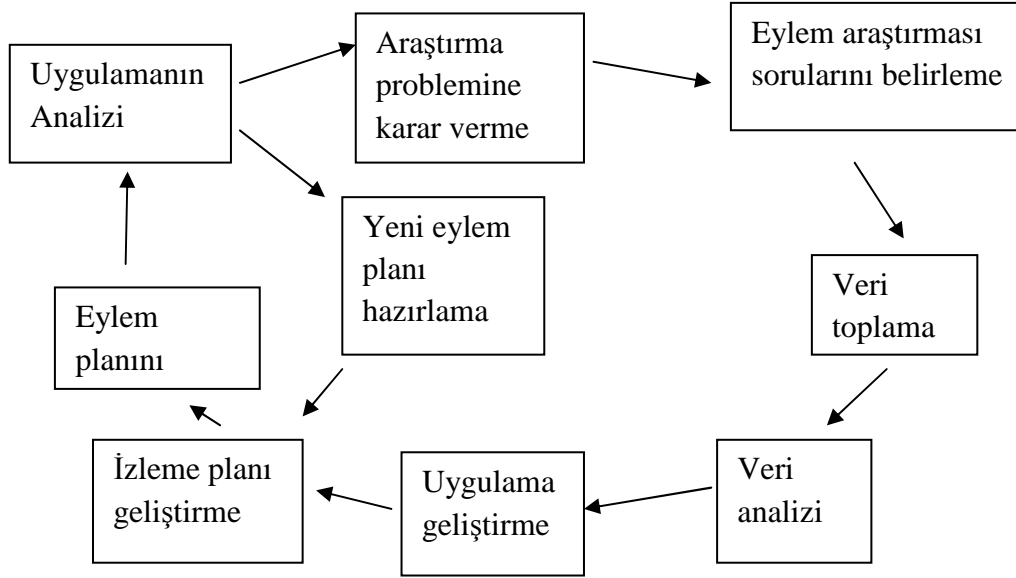 Uygulamanın
Analizi
Araştırma
problemine
karar verme
Eylem araştırması
sorularını belirleme
Yeni eylem
planı
hazırlama
Veri
toplama
Eylem
planını
İzleme planı
geliştirme
Uygulama
geliştirme
Veri
analizi